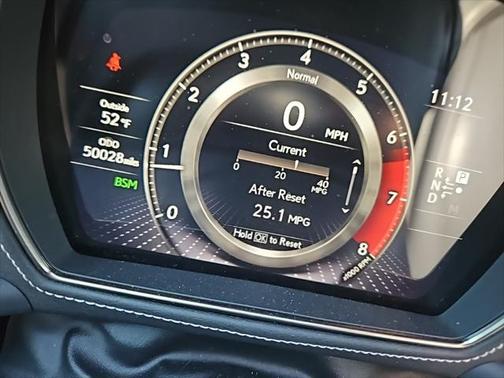 4
3
5
Normal
2
11:12
Outside
52°F
0
MPH
6
ODO
50028miles
Current
1
0 20 40
MPG
R
P
N
D
M
BSM
After Reset
25.1 MPG
7
0
Hold OK to Reset
8
x1000 RPM